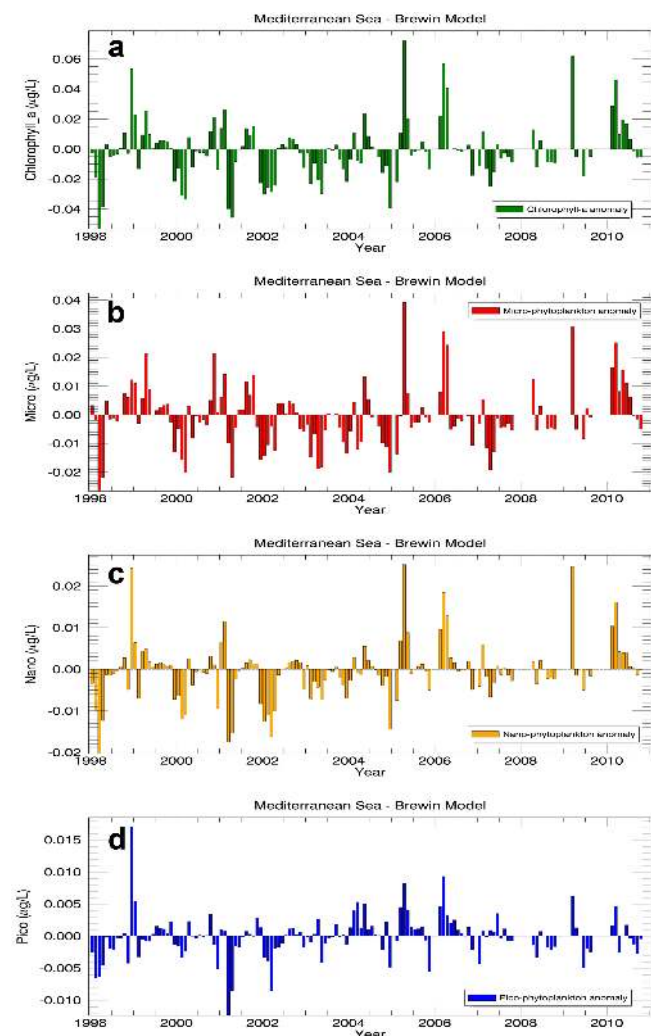 Mediterranean Sea - Brewin Model
a
0.06
0.04
0.02
0.00
-0.02
-0.04
Chlorophyll_a (µg/L)
Chlorophyll-a anomaly
1998 2000 2002 2004 2006 2008 2010
Year
Mediterranean Sea - Brewin Model
b
0.04
0.03
0.02
0.01
0.00
-0.01
-0.02
Micro (µg/L)
Micro-phytoplankton anomaly
1998 2000 2002 2004 2006 2008 2010
Year
Mediterranean Sea - Brewin Model
c
0.02
0.01
0.00
-0.01
-0.02
Nano (µg/L)
Nano-phytoplankton anomaly
1998 2000 2002 2004 2006 2008 2010
Year
Mediterranean Sea - Brewin Model
d
0.015
0.010
0.005
0.000
-0.005
-0.010
Pico (µg/L)
Pico-phytoplankton anomaly
1998 2000 2002 2004 2006 2008 2010
Year